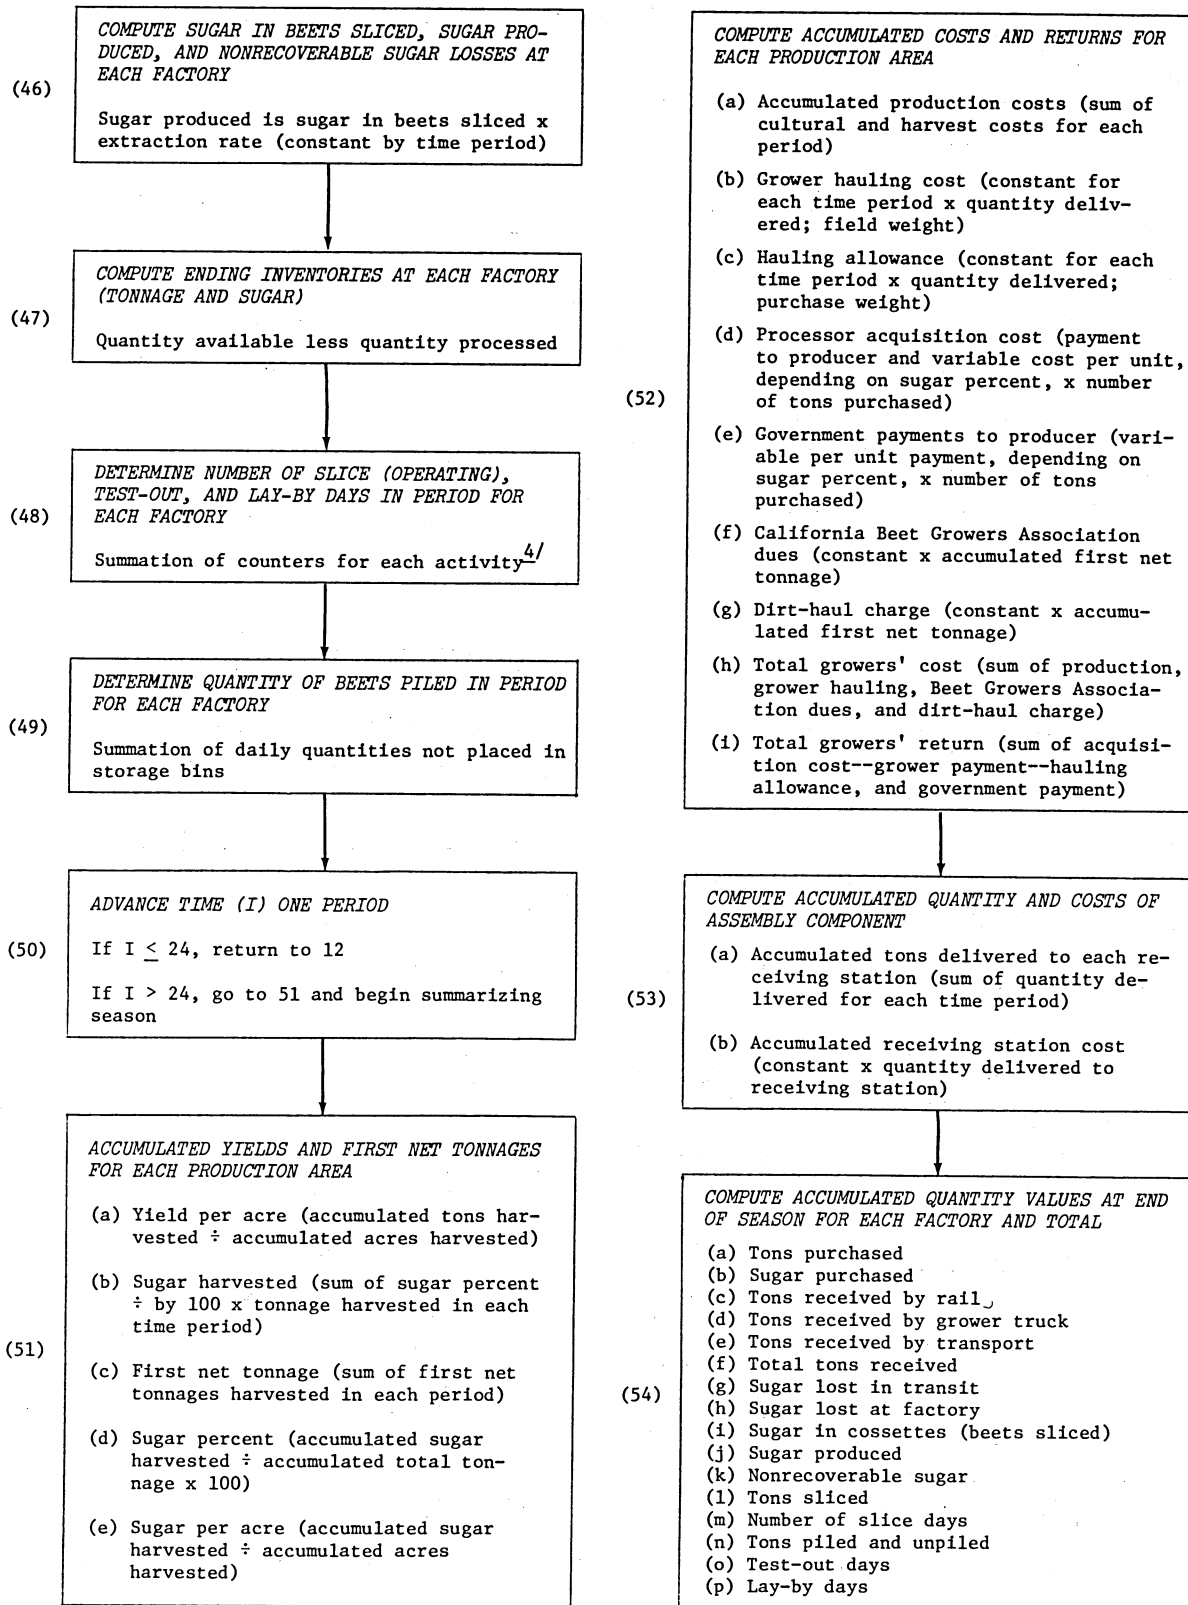 (46)
COMPUTE SUGAR IN BEETS SLICED, SUGAR PRO-
DUCED, AND NONRECOVERABLE SUGAR LOSSES AT
EACH FACTORY
Sugar produced is sugar in beets sliced x
extraction rate (constant by time period)
(47)
COMPUTE ENDING INVENTORIES AT EACH FACTORY
(TONNAGE AND SUGAR)
Quantity available less quantity processed
(48)
DETERMINE NUMBER OF SLICE (OPERATING),
TEST-OUT, AND LAY-BY DAYS IN PERIOD FOR
EACH FACTORY
Summation of counters for each activity 4/
(49)
DETERMINE QUANTITY OF BEETS PILED IN PERIOD
FOR EACH FACTORY
Summation of daily quantities not placed in
storage bins
(50)
ADVANCE TIME (I) ONE PERIOD
If I ≤ 24, return to 12
If I > 24, go to 51 and begin summarizing
season
(51)
ACCUMULATED YIELDS AND FIRST NET TONNAGES
FOR EACH PRODUCTION AREA
(a) Yield per acre (accumulated tons har-
vested ÷ accumulated acres harvested)
(b) Sugar harvested (sum of sugar percent
÷ by 100 x tonnage harvested in each
time period)
(c) First net tonnage (sum of first net
tonnages harvested in each period)
(d) Sugar percent (accumulated sugar
harvested ÷ accumulated total ton-
nage x 100)
(e) Sugar per acre (accumulated sugar
harvested ÷ accumulated acres
harvested)
(52)
COMPUTE ACCUMULATED COSTS AND RETURNS FOR
EACH PRODUCTION AREA
(a) Accumulated production costs (sum of
cultural and harvest costs for each
period)
(b) Grower hauling cost (constant for
each time period x quantity deliv-
ered; field weight)
(c) Hauling allowance (constant for each
time period x quantity delivered;
purchase weight)
(d) Processor acquisition cost (payment
to producer and variable cost per unit,
depending on sugar percent, x number
of tons purchased)
(e) Government payments to producer (vari-
able per unit payment, depending on
sugar percent, x number of tons
purchased)
(f) California Beet Growers Association
dues (constant x accumulated first net
tonnage)
(g) Dirt-haul charge (constant x accumu-
lated first net tonnage)
(h) Total growers' cost (sum of production,
grower hauling, Beet Growers Associa-
tion dues, and dirt-haul charge)
(i) Total growers' return (sum of acquisi-
tion cost--grower payment--hauling
allowance, and government payment)
(53)
COMPUTE ACCUMULATED QUANTITY AND COSTS OF
ASSEMBLY COMPONENT
(a) Accumulated tons delivered to each re-
ceiving station (sum of quantity de-
livered for each time period)
(b) Accumulated receiving station cost
(constant x quantity delivered to
receiving station)
(54)
COMPUTE ACCUMULATED QUANTITY VALUES AT END
OF SEASON FOR EACH FACTORY AND TOTAL
(a) Tons purchased
(b) Sugar purchased
(c) Tons received by rail
(d) Tons received by grower truck
(e) Tons received by transport
(f) Total tons received
(g) Sugar lost in transit
(h) Sugar lost at factory
(i) Sugar in cossettes (beets sliced)
(j) Sugar produced
(k) Nonrecoverable sugar
(l) Tons sliced
(m) Number of slice days
(n) Tons piled and unpiled
(o) Test-out days
(p) Lay-by days